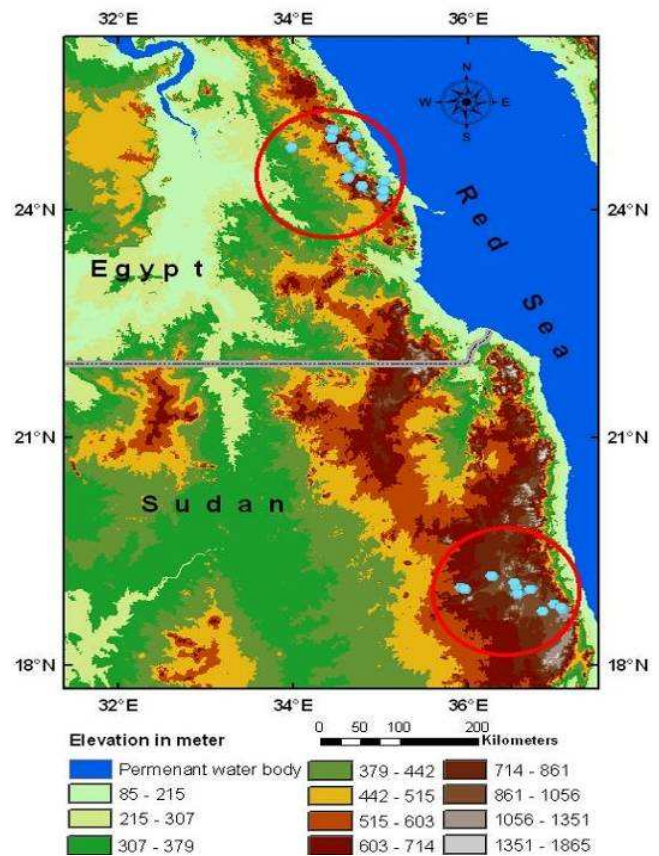 32°E 34°E 36°E
N
W E
S
24°N 24°N
Red Sea
Egypt
21°N 21°N
Sudan
18°N 18°N
32°E 34°E 36°E
0 50 100 200
Elevation in meter Kilometers
Permenant water body 379 - 442 714 - 861
85 - 215 442 - 515 861 - 1056
215 - 307 515 - 603 1056 - 1351
307 - 379 603 - 714 1351 - 1865